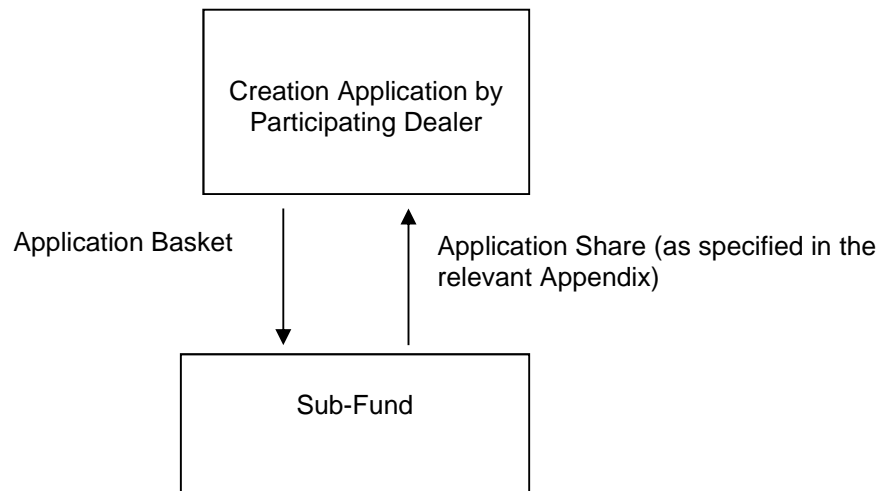 Creation Application by
Participating Dealer
Application Basket
Application Share (as specified in the
relevant Appendix)
Sub-Fund